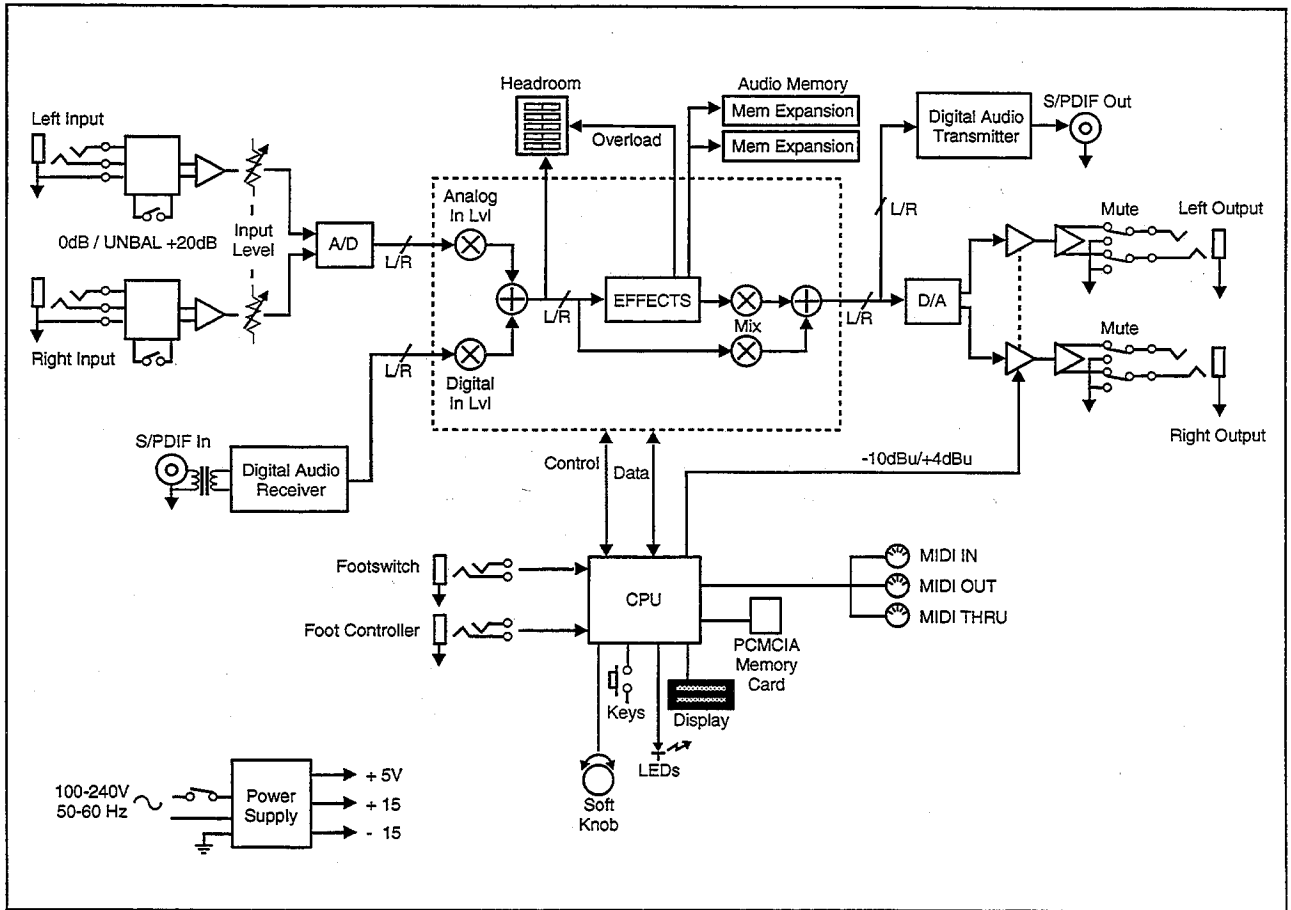 Headroom
Audio Memory
Mem Expansion
Mem Expansion
Overload
Digital Audio
Transmitter
S/PDIF Out
Left Input
0dB / UNBAL +20dB
Input
Level
Right Input
A/D
L/R
Analog
In Lvl
L/R
EFFECTS
Mix
L/R
L/R
D/A
Mute
Left Output
Mute
Right Output
L/R
Digital
In Lvl
S/PDIF In
Digital Audio
Receiver
Control
Data
-10dBu/+4dBu
Footswitch
Foot Controller
CPU
MIDI IN
MIDI OUT
MIDI THRU
PCMCIA
Memory
Card
Keys
Display
LEDs
Soft
Knob
100-240V
50-60 Hz
Power
Supply
+ 5V
+ 15
- 15